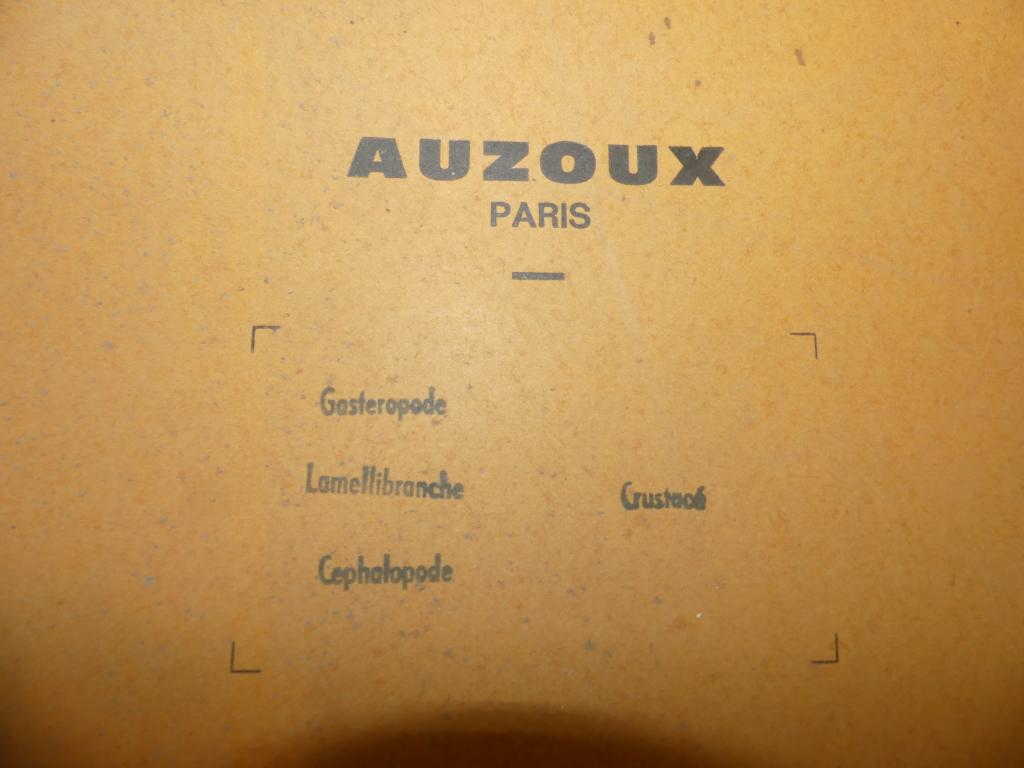 AUZOUX
PARIS
Gasteropode
Lamellibranche
Crustacé
Cephalopode